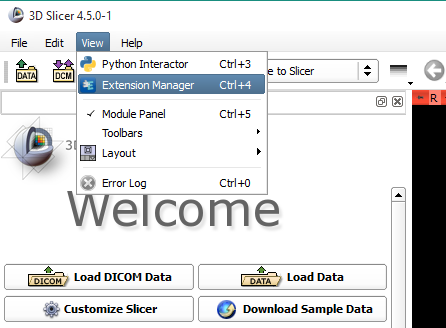 3D Slicer 4.5.0-1
File Edit View Help
DATA DCM Python Interactor Ctrl+3 e to Slicer
Extension Manager Ctrl+4
R
Module Panel Ctrl+5
Toolbars
3D
Layout
Error Log Ctrl+0
Welcome
DICOM Load DICOM Data DATA Load Data
Customize Slicer Download Sample Data